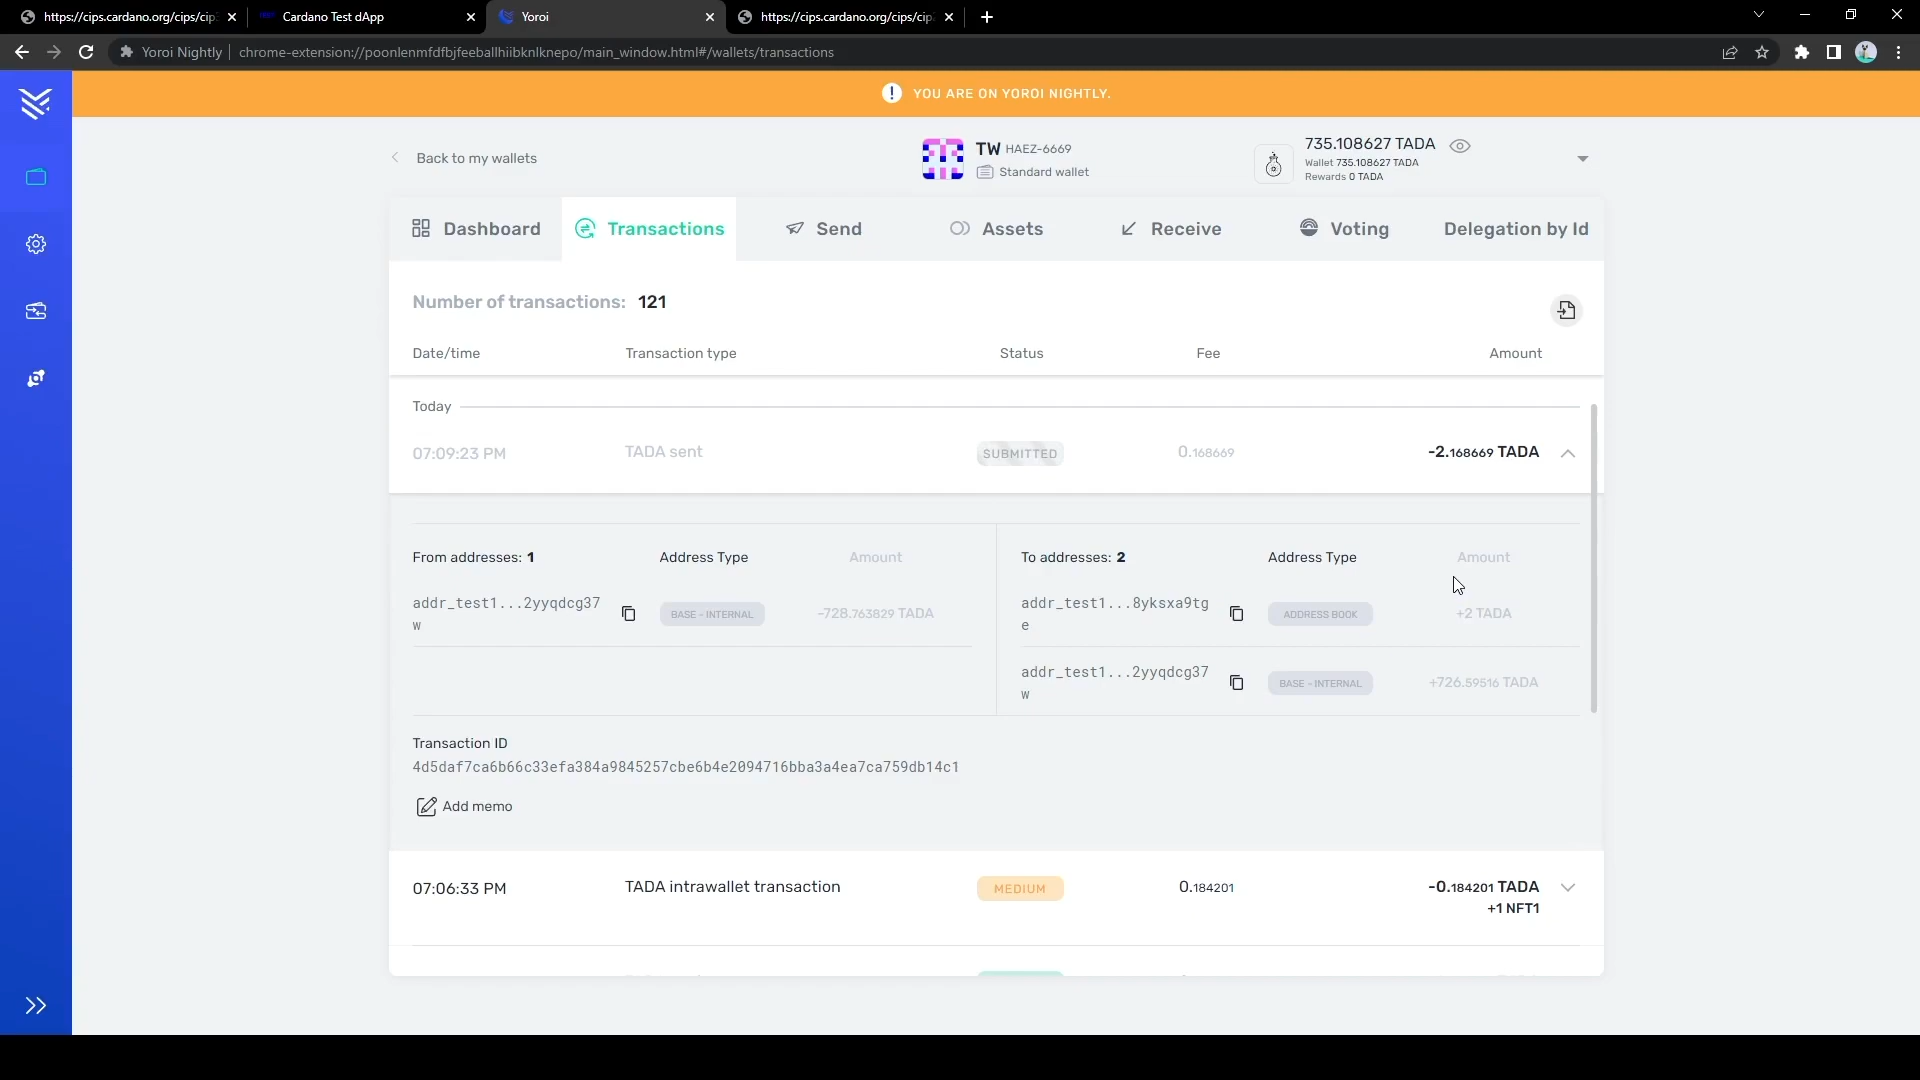 https://cips.cardano.org/cips/cip3
Cardano Test dApp
Yoroi
https://cips.cardano.org/cips/cip
Yoroi Nightly
chrome-extension://poonlenmfdfbjfeeballhiibknlknepo/main_window.html#/wallets/transactions
YOU ARE ON YOROI NIGHTLY.
Back to my wallets
TW HAEZ-6669
Standard wallet
735.108627 TADA
Wallet 735.108627 TADA
Rewards 0 TADA
Dashboard
Transactions
Send
Assets
Receive
Voting
Delegation by Id
Number of transactions: 121
Date/time
Transaction type
Status
Fee
Amount
Today
07:09:23 PM
TADA sent
SUBMITTED
0.168669
-2.168669 TADA
From addresses: 1
Address Type
Amount
addr_test1...2yyqdcg37
w
BASE - INTERNAL
-728.763829 TADA
To addresses: 2
Address Type
Amount
addr_test1...8yksxa9tg
e
ADDRESS BOOK
+2 TADA
addr_test1...2yyqdcg37
w
BASE - INTERNAL
+726.59516 TADA
Transaction ID
4d5daf7ca6b66c33efa384a9845257cbe6b4e2094716bba3a4ea7ca759db14c1
Add memo
07:06:33 PM
TADA intrawallet transaction
MEDIUM
0.184201
-0.184201 TADA
+1 NFT1